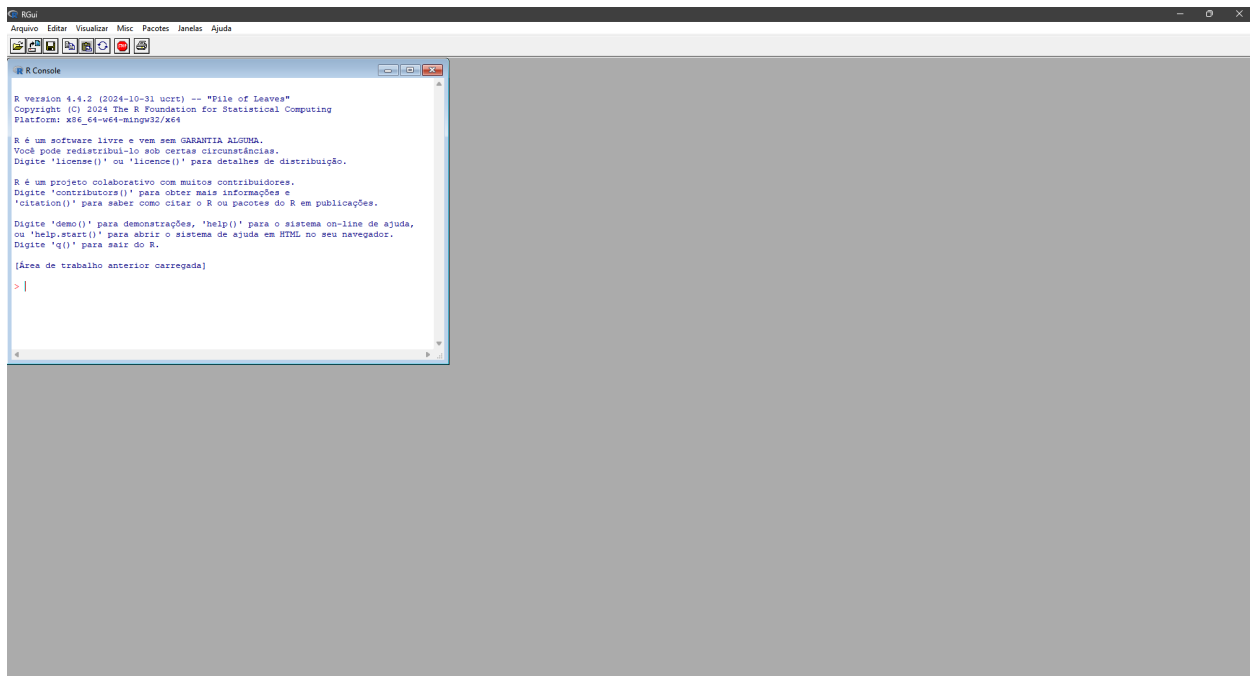 RGui
Arquivo Editar Visualizar Misc Pacotes Janelas Ajuda
STOP
R Console
R version 4.4.2 (2024-10-31 ucrt) -- "Pile of Leaves"
Copyright (C) 2024 The R Foundation for Statistical Computing
Platform: x86_64-w64-mingw32/x64
R é um software livre e vem sem GARANTIA ALGUMA.
Você pode redistribuí-lo sob certas circunstâncias.
Digite 'license()' ou 'licence()' para detalhes de distribuição.
R é um projeto colaborativo com muitos contribuidores.
Digite 'contributors()' para obter mais informações e
'citation()' para saber como citar o R ou pacotes do R em publicações.
Digite 'demo()' para demonstrações, 'help()' para o sistema on-line de ajuda,
ou 'help.start()' para abrir o sistema de ajuda em HTML no seu navegador.
Digite 'q()' para sair do R.
[Área de trabalho anterior carregada]
>